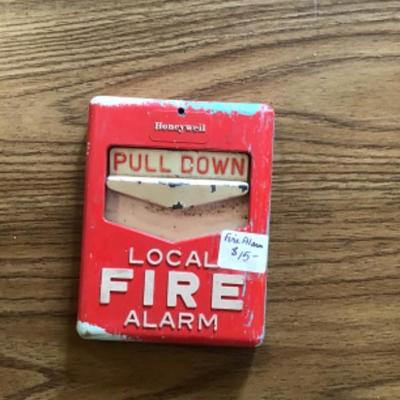 Honeywell
PULL DOWN
Fire Alarm
$15-
LOCAL
FIRE
ALARM